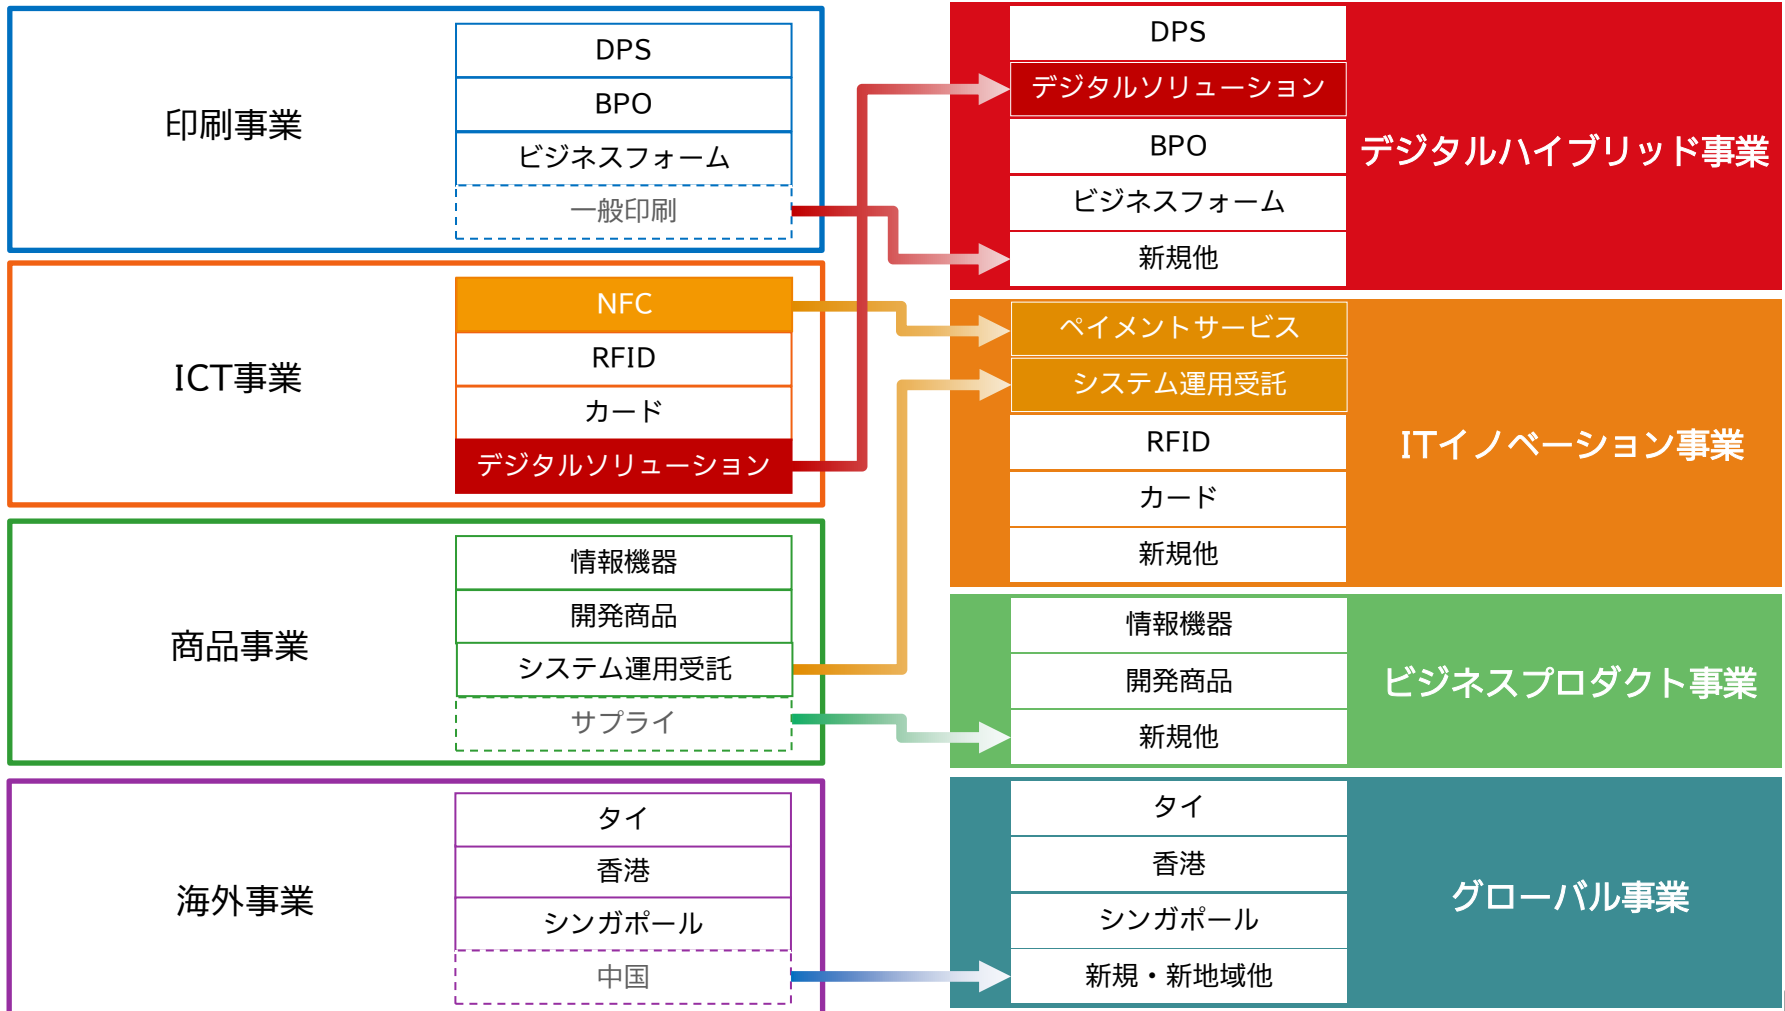 印刷事業
DPS
BPO
ビジネスフォーム
一般印刷
ICT事業
NFC
RFID
カード
デジタルソリューション
商品事業
情報機器
開発商品
システム運用受託
サプライ
海外事業
タイ
香港
シンガポール
中国
DPS
デジタルソリューション
BPO
ビジネスフォーム
新規他
デジタルハイブリッド事業
ペイメントサービス
システム運用受託
RFID
カード
新規他
ITイノベーション事業
情報機器
開発商品
新規他
ビジネスプロダクト事業
タイ
香港
シンガポール
新規・新地域他
グローバル事業